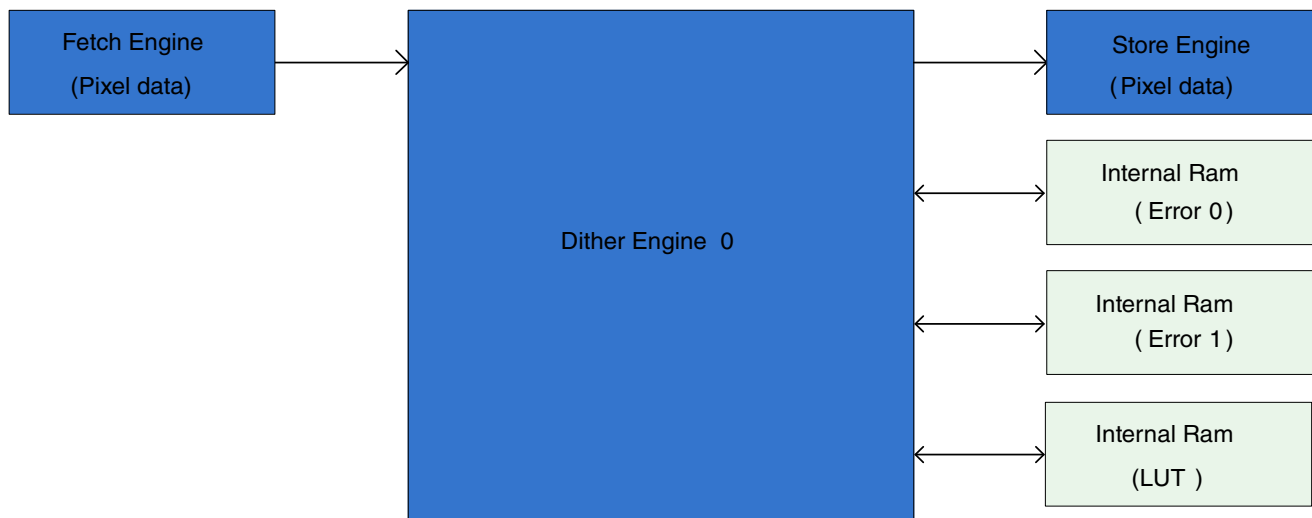 Fetch Engine
(Pixel data)
Dither Engine 0
Store Engine
(Pixel data)
Internal Ram
(Error 0)
Internal Ram
(Error 1)
Internal Ram
(LUT )